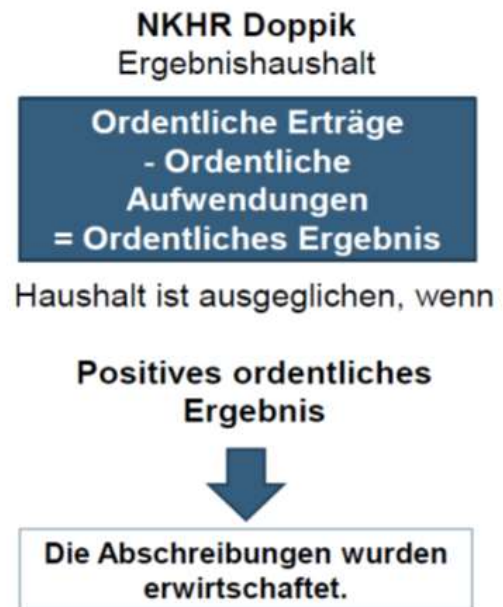 NKHR Doppik
Ergebnishaushalt
Ordentliche Erträge
- Ordentliche
Aufwendungen
= Ordentliches Ergebnis
Haushalt ist ausgeglichen, wenn
Positives ordentliches
Ergebnis
Die Abschreibungen wurden
erwirtschaftet.